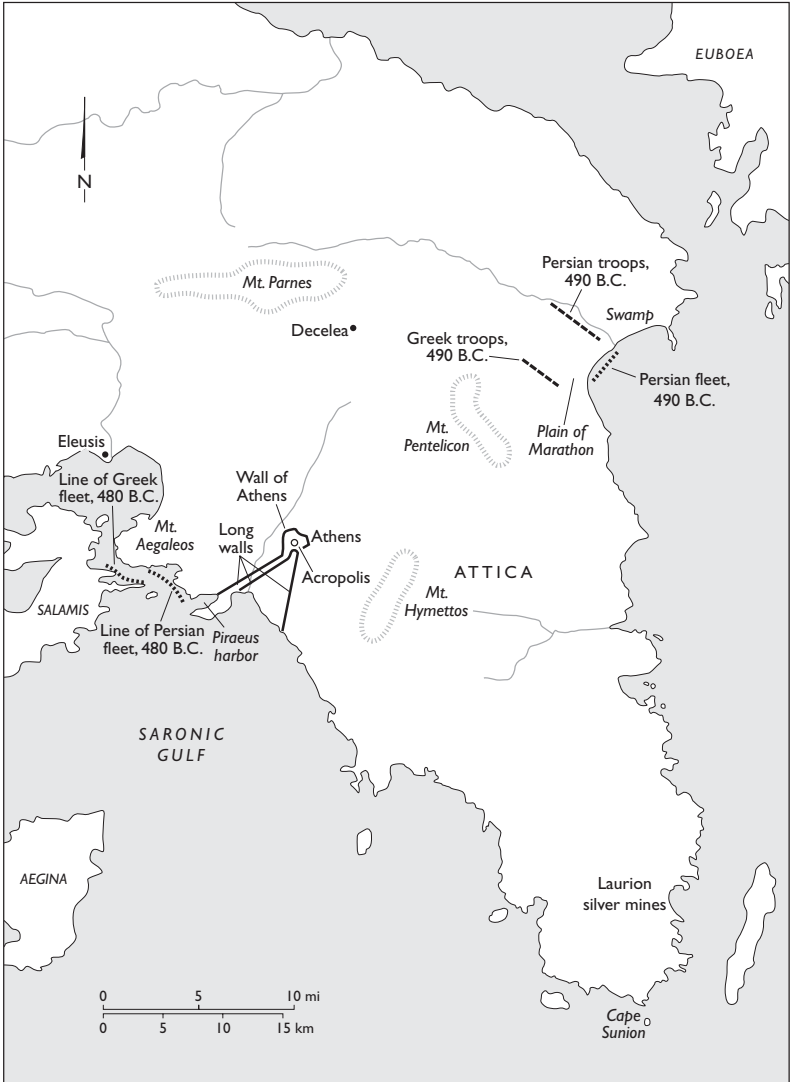 EUBOEA
N
Persian troops,
490 B.C.
Mt. Parnes
Swamp
Decelea
Greek troops,
490 B.C.
Persian fleet,
490 B.C.
Mt.
Pentelicon
Plain of
Marathon
Eleusis
Line of Greek
fleet, 480 B.C.
Wall of
Athens
Mt.
Aegaleos
Long
walls
Athens
Acropolis
ATTICA
Mt.
Hymettos
SALAMIS
Line of Persian
fleet, 480 B.C.
Piraeus
harbor
SARONIC
GULF
AEGINA
Laurion
silver mines
0 5 10 mi
0 5 10 15 km
Cape
Sunion